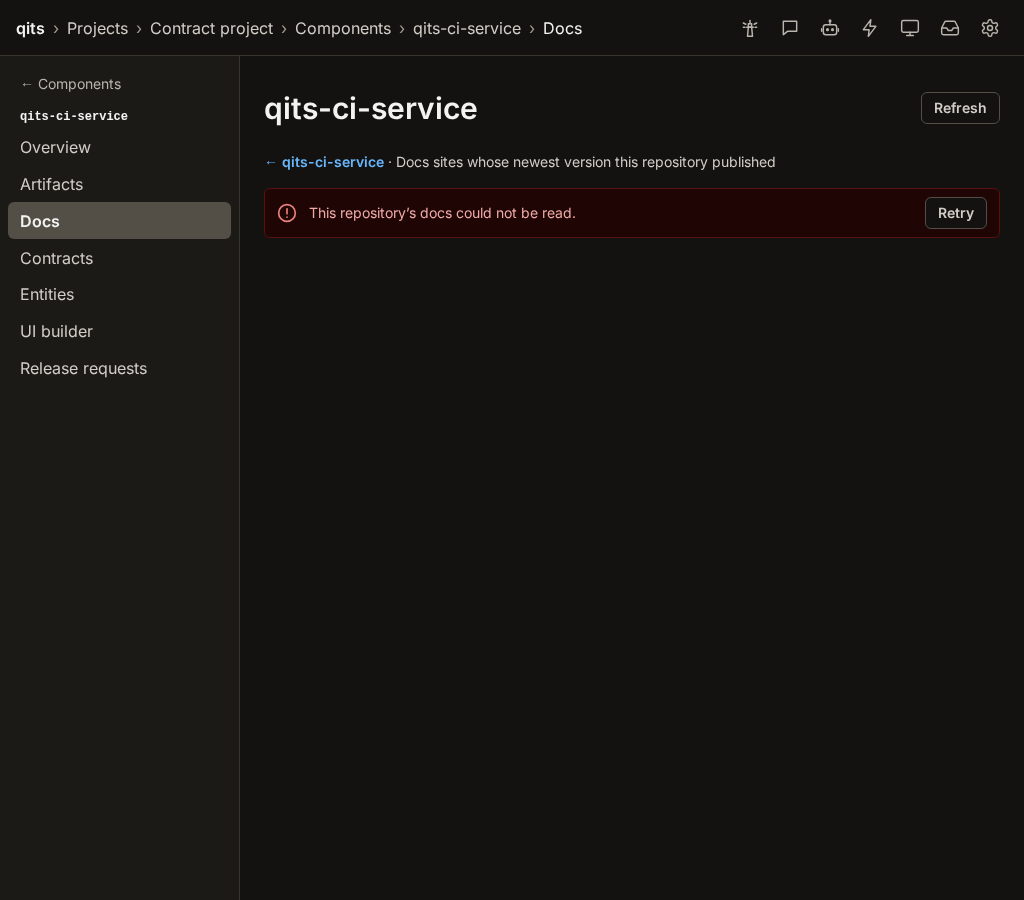 qits › Projects › Contract project › Components › qits-ci-service › Docs
← Components
qits-ci-service
Overview
Artifacts
Docs
Contracts
Entities
UI builder
Release requests
qits-ci-service
Refresh
← qits-ci-service · Docs sites whose newest version this repository published
This repository’s docs could not be read.
Retry